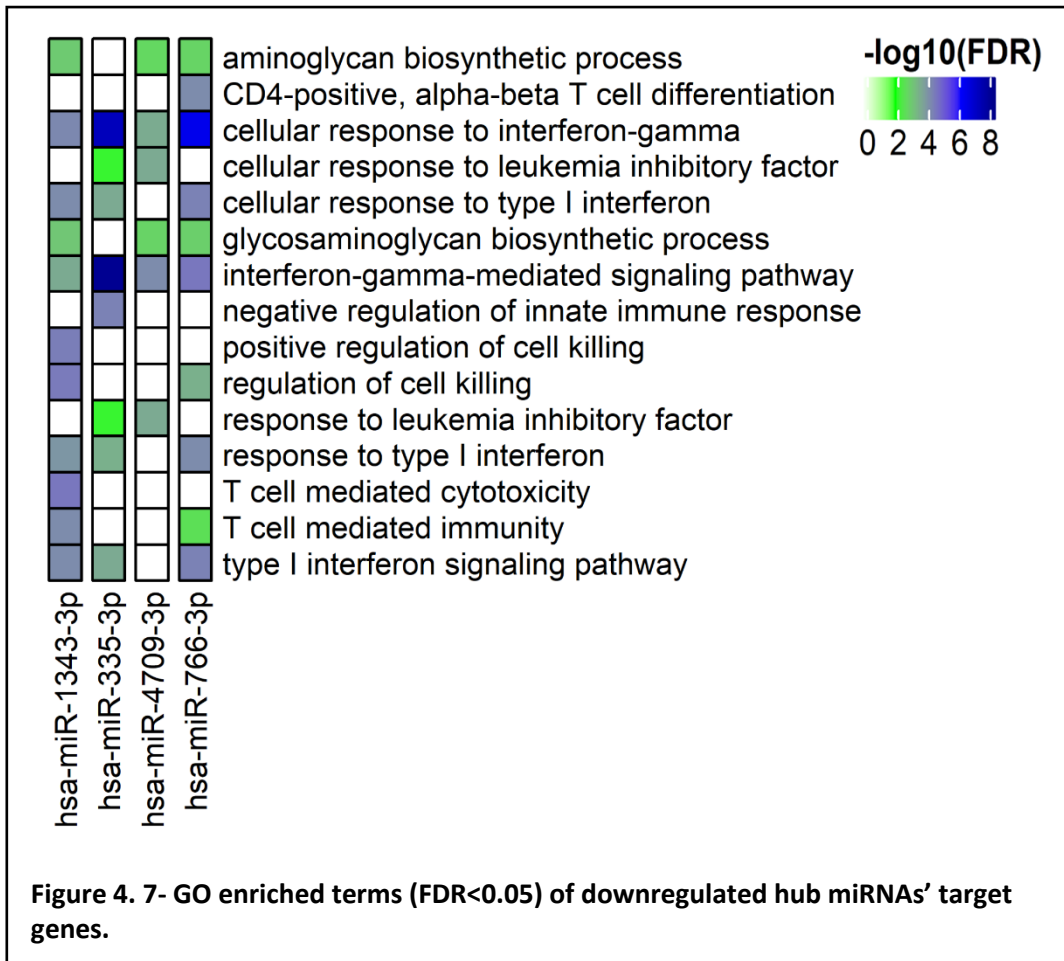 aminoglycan biosynthetic process
CD4-positive, alpha-beta T cell differentiation
cellular response to interferon-gamma
cellular response to leukemia inhibitory factor
cellular response to type I interferon
glycosaminoglycan biosynthetic process
interferon-gamma-mediated signaling pathway
negative regulation of innate immune response
positive regulation of cell killing
regulation of cell killing
response to leukemia inhibitory factor
response to type I interferon
T cell mediated cytotoxicity
T cell mediated immunity
type I interferon signaling pathway
-log10(FDR)
0 2 4 6 8
hsa-miR-1343-3p
hsa-miR-335-3p
hsa-miR-4709-3p
hsa-miR-766-3p
Figure 4. 7- GO enriched terms (FDR<0.05) of downregulated hub miRNAs’ target
genes.